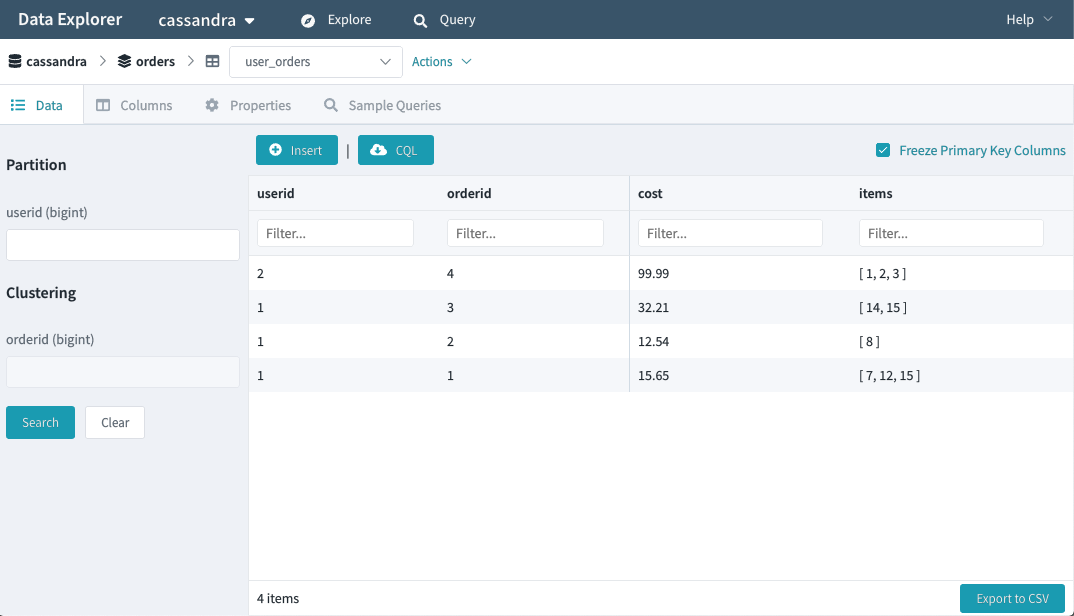 Data Explorer cassandra Explore Query Help
cassandra orders user_orders Actions
Data Columns Properties Sample Queries
Partition
userid (bigint)
Clustering
orderid (bigint)
Search Clear
Insert | CQL Freeze Primary Key Columns
userid orderid cost items
Filter... Filter... Filter... Filter...
2 4 99.99 [ 1, 2, 3 ]
1 3 32.21 [ 14, 15 ]
1 2 12.54 [ 8 ]
1 1 15.65 [ 7, 12, 15 ]
4 items Export to CSV